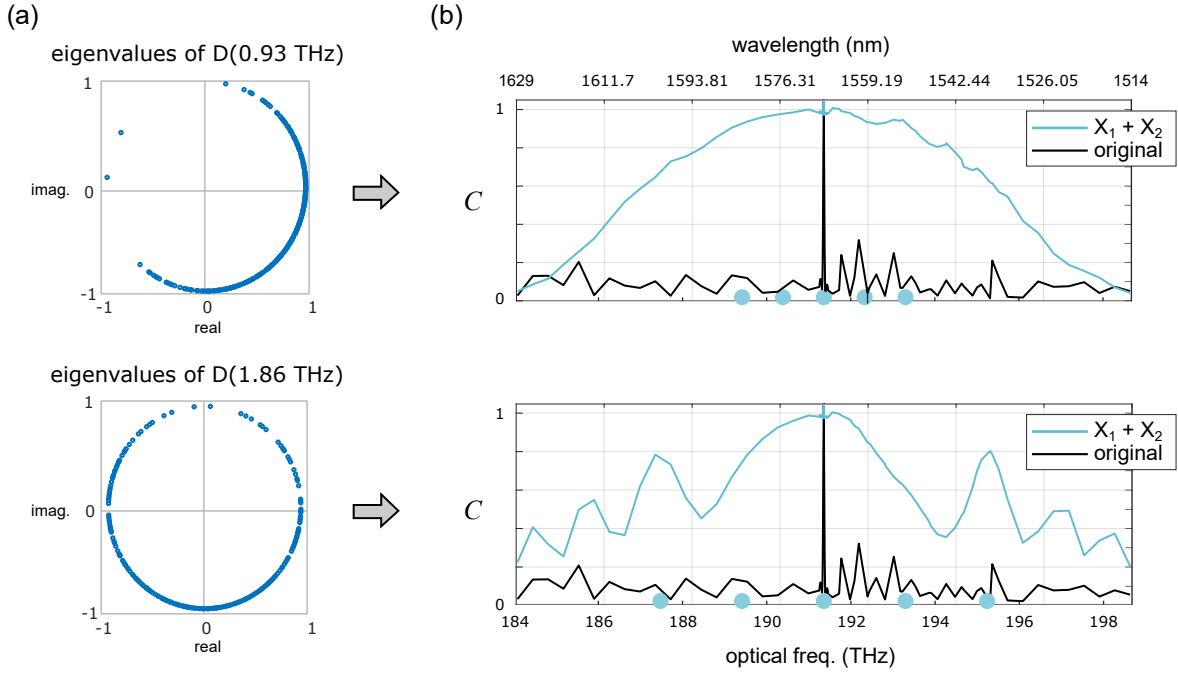 (a)
(b)
eigenvalues of D(0.93 THz)
1
imag.
0
-1
-1 0 1
real
wavelength (nm)
1629 1611.7 1593.81 1576.31 1559.19 1542.44 1526.05 1514
1
C
0
X₁ + X₂
original
eigenvalues of D(1.86 THz)
1
imag.
0
-1
-1 0 1
real
1
C
0
X₁ + X₂
original
184 186 188 190 192 194 196 198
optical freq. (THz)